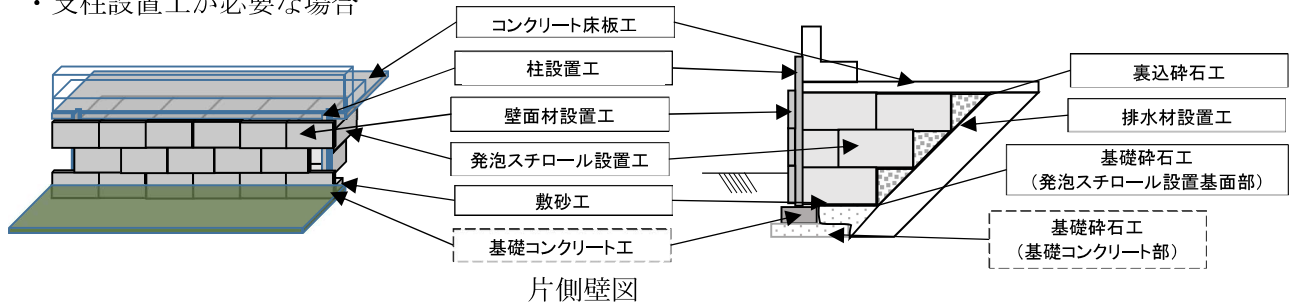 ・支柱設置工が必要な場合
コンクリート床板工
柱設置工
壁面材設置工
発泡スチロール設置工
敷砂工
基礎コンクリート工
裏込砕石工
排水材設置工
基礎砕石工
（発泡スチロール設置基面部）
基礎砕石工
（基礎コンクリート部）
片側壁図